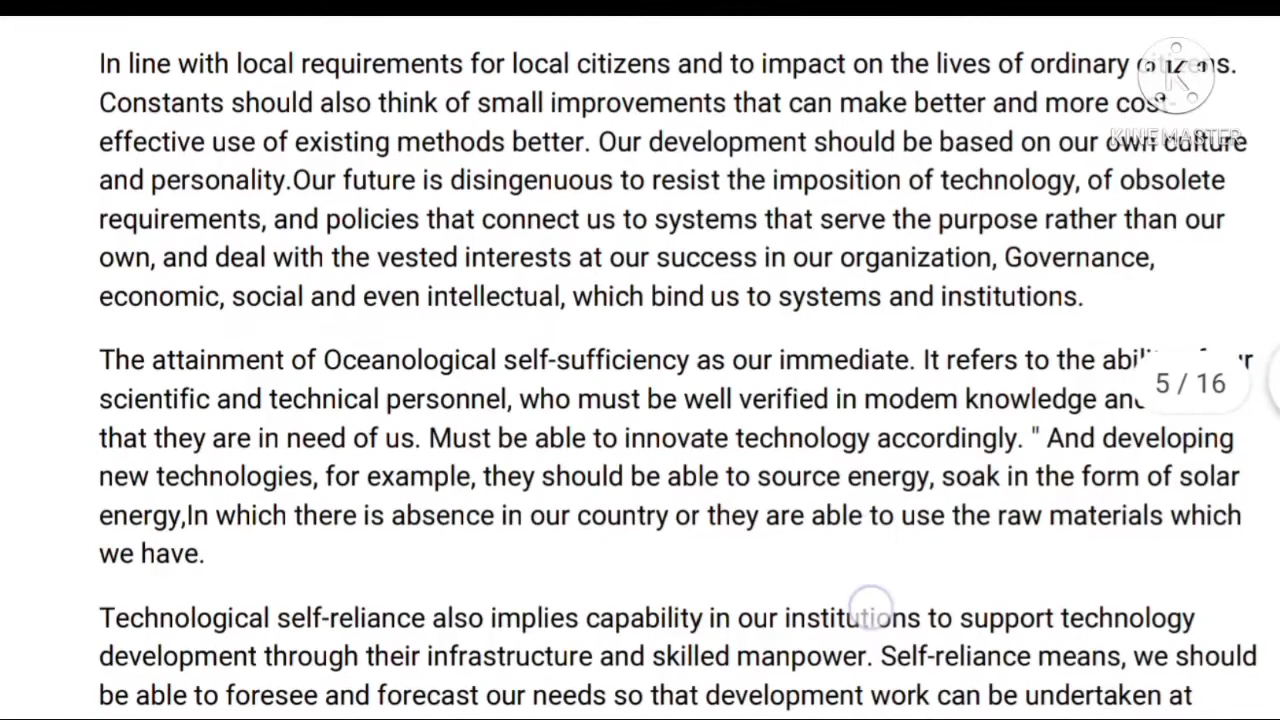 In line with local requirements for local citizens and to impact on the lives of ordinary citizens.
Constants should also think of small improvements that can make better and more cost
effective use of existing methods better. Our development should be based on our own culture
and personality.Our future is disingenuous to resist the imposition of technology, of obsolete
requirements, and policies that connect us to systems that serve the purpose rather than our
own, and deal with the vested interests at our success in our organization, Governance,
economic, social and even intellectual, which bind us to systems and institutions.
The attainment of Oceanological self-sufficiency as our immediate. It refers to the
scientific and technical personnel, who must be well verified in modem knowledge
that they are in need of us. Must be able to innovate technology accordingly. " And developing
new technologies, for example, they should be able to source energy, soak in the form of solar
energy,In which there is absence in our country or they are able to use the raw materials which
we have.
Technological self-reliance also implies capability in our institutions to support technology
development through their infrastructure and skilled manpower. Self-reliance means, we should
be able to foresee and forecast our needs so that development work can be undertaken at
K
KINEMASTER
5 / 16